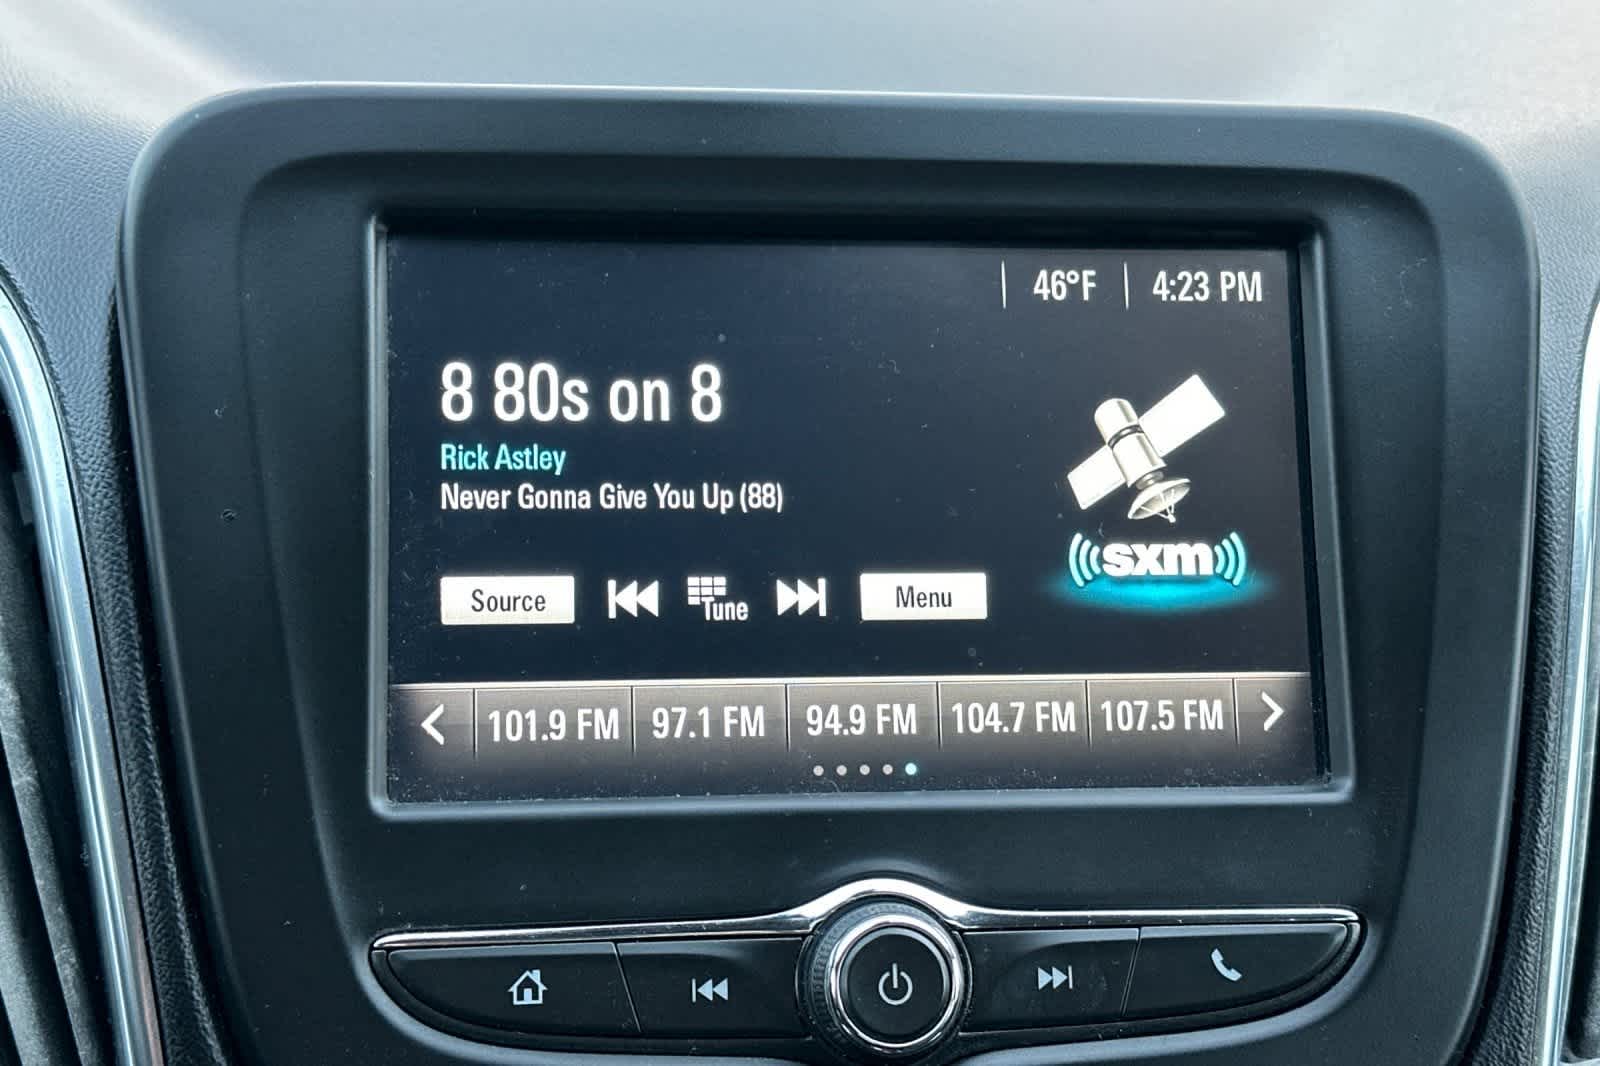 46°F 4:23 PM
8 80s on 8
Rick Astley
Never Gonna Give You Up (88)
sxm
Source Tune Menu
101.9 FM 97.1 FM 94.9 FM 104.7 FM 107.5 FM